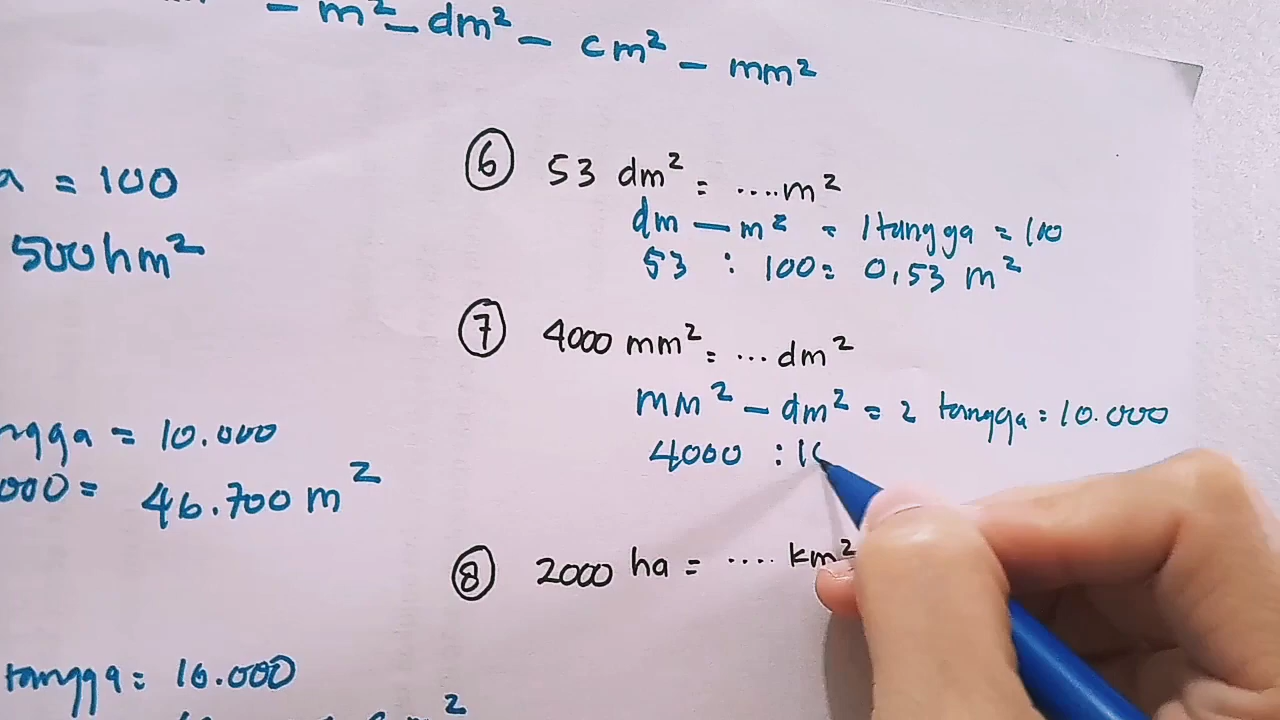 – m² – dm² – cm² – mm²
a = 100
500 hm²
ngga = 10.000
000 = 46.700 m²
tangga = 10.000
⑥ 53 dm² = ....m²
dm – m² = 1 tangga = 100
53 : 100 = 0,53 m²
⑦ 4000 mm² = ... dm²
mm² – dm² = 2 tangga = 10.000
4000 : 10
⑧ 2000 ha = .... km²